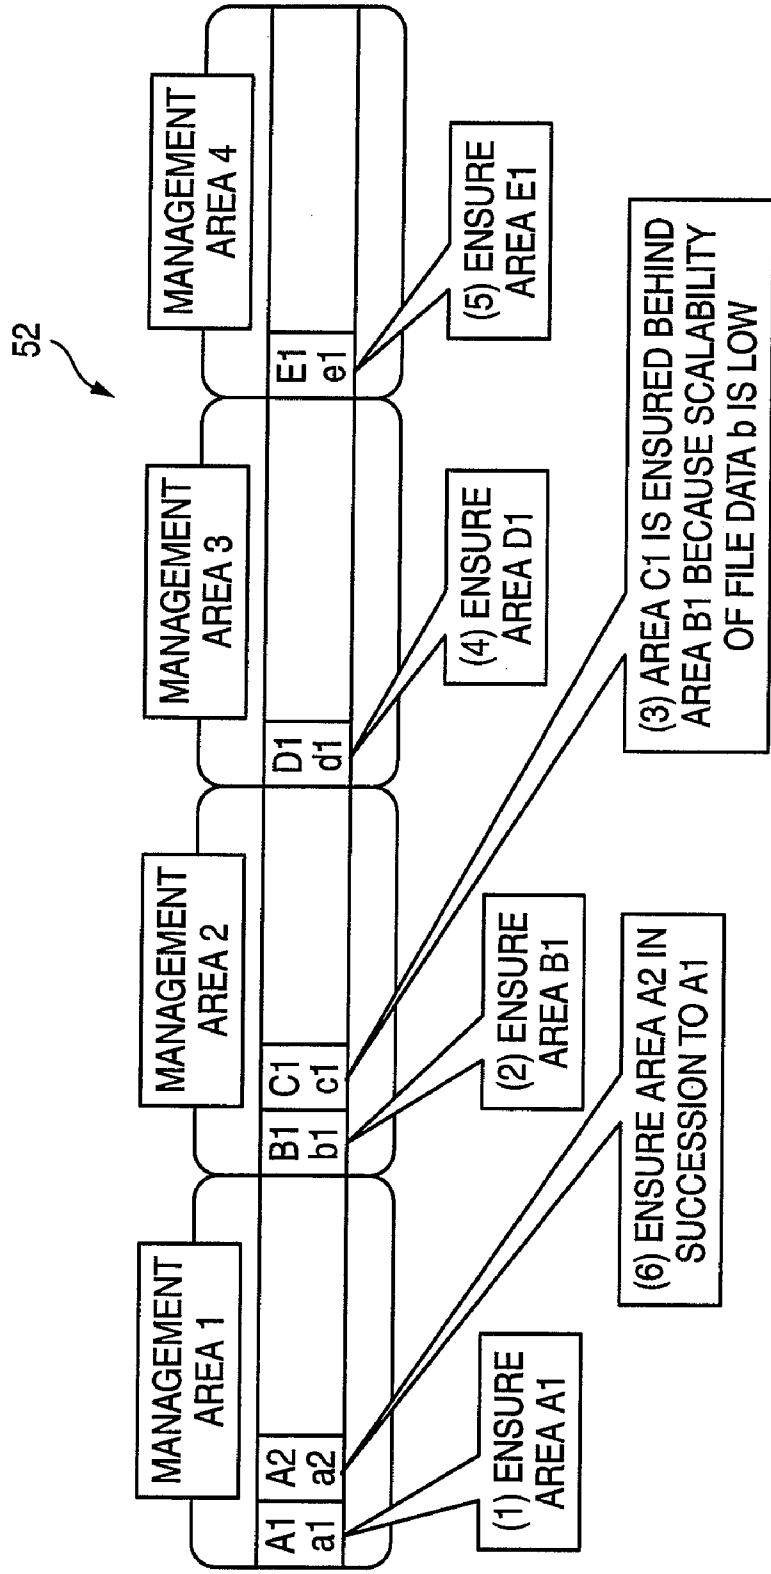 52
MANAGEMENT
AREA 1
MANAGEMENT
AREA 2
MANAGEMENT
AREA 3
MANAGEMENT
AREA 4
A1
a1
A2
a2
B1
b1
C1
c1
D1
d1
E1
e1
(1) ENSURE
AREA A1
(6) ENSURE AREA A2 IN
SUCCESSION TO A1
(2) ENSURE
AREA B1
(3) AREA C1 IS ENSURED BEHIND
AREA B1 BECAUSE SCALABILITY
OF FILE DATA b IS LOW
(4) ENSURE
AREA D1
(5) ENSURE
AREA E1